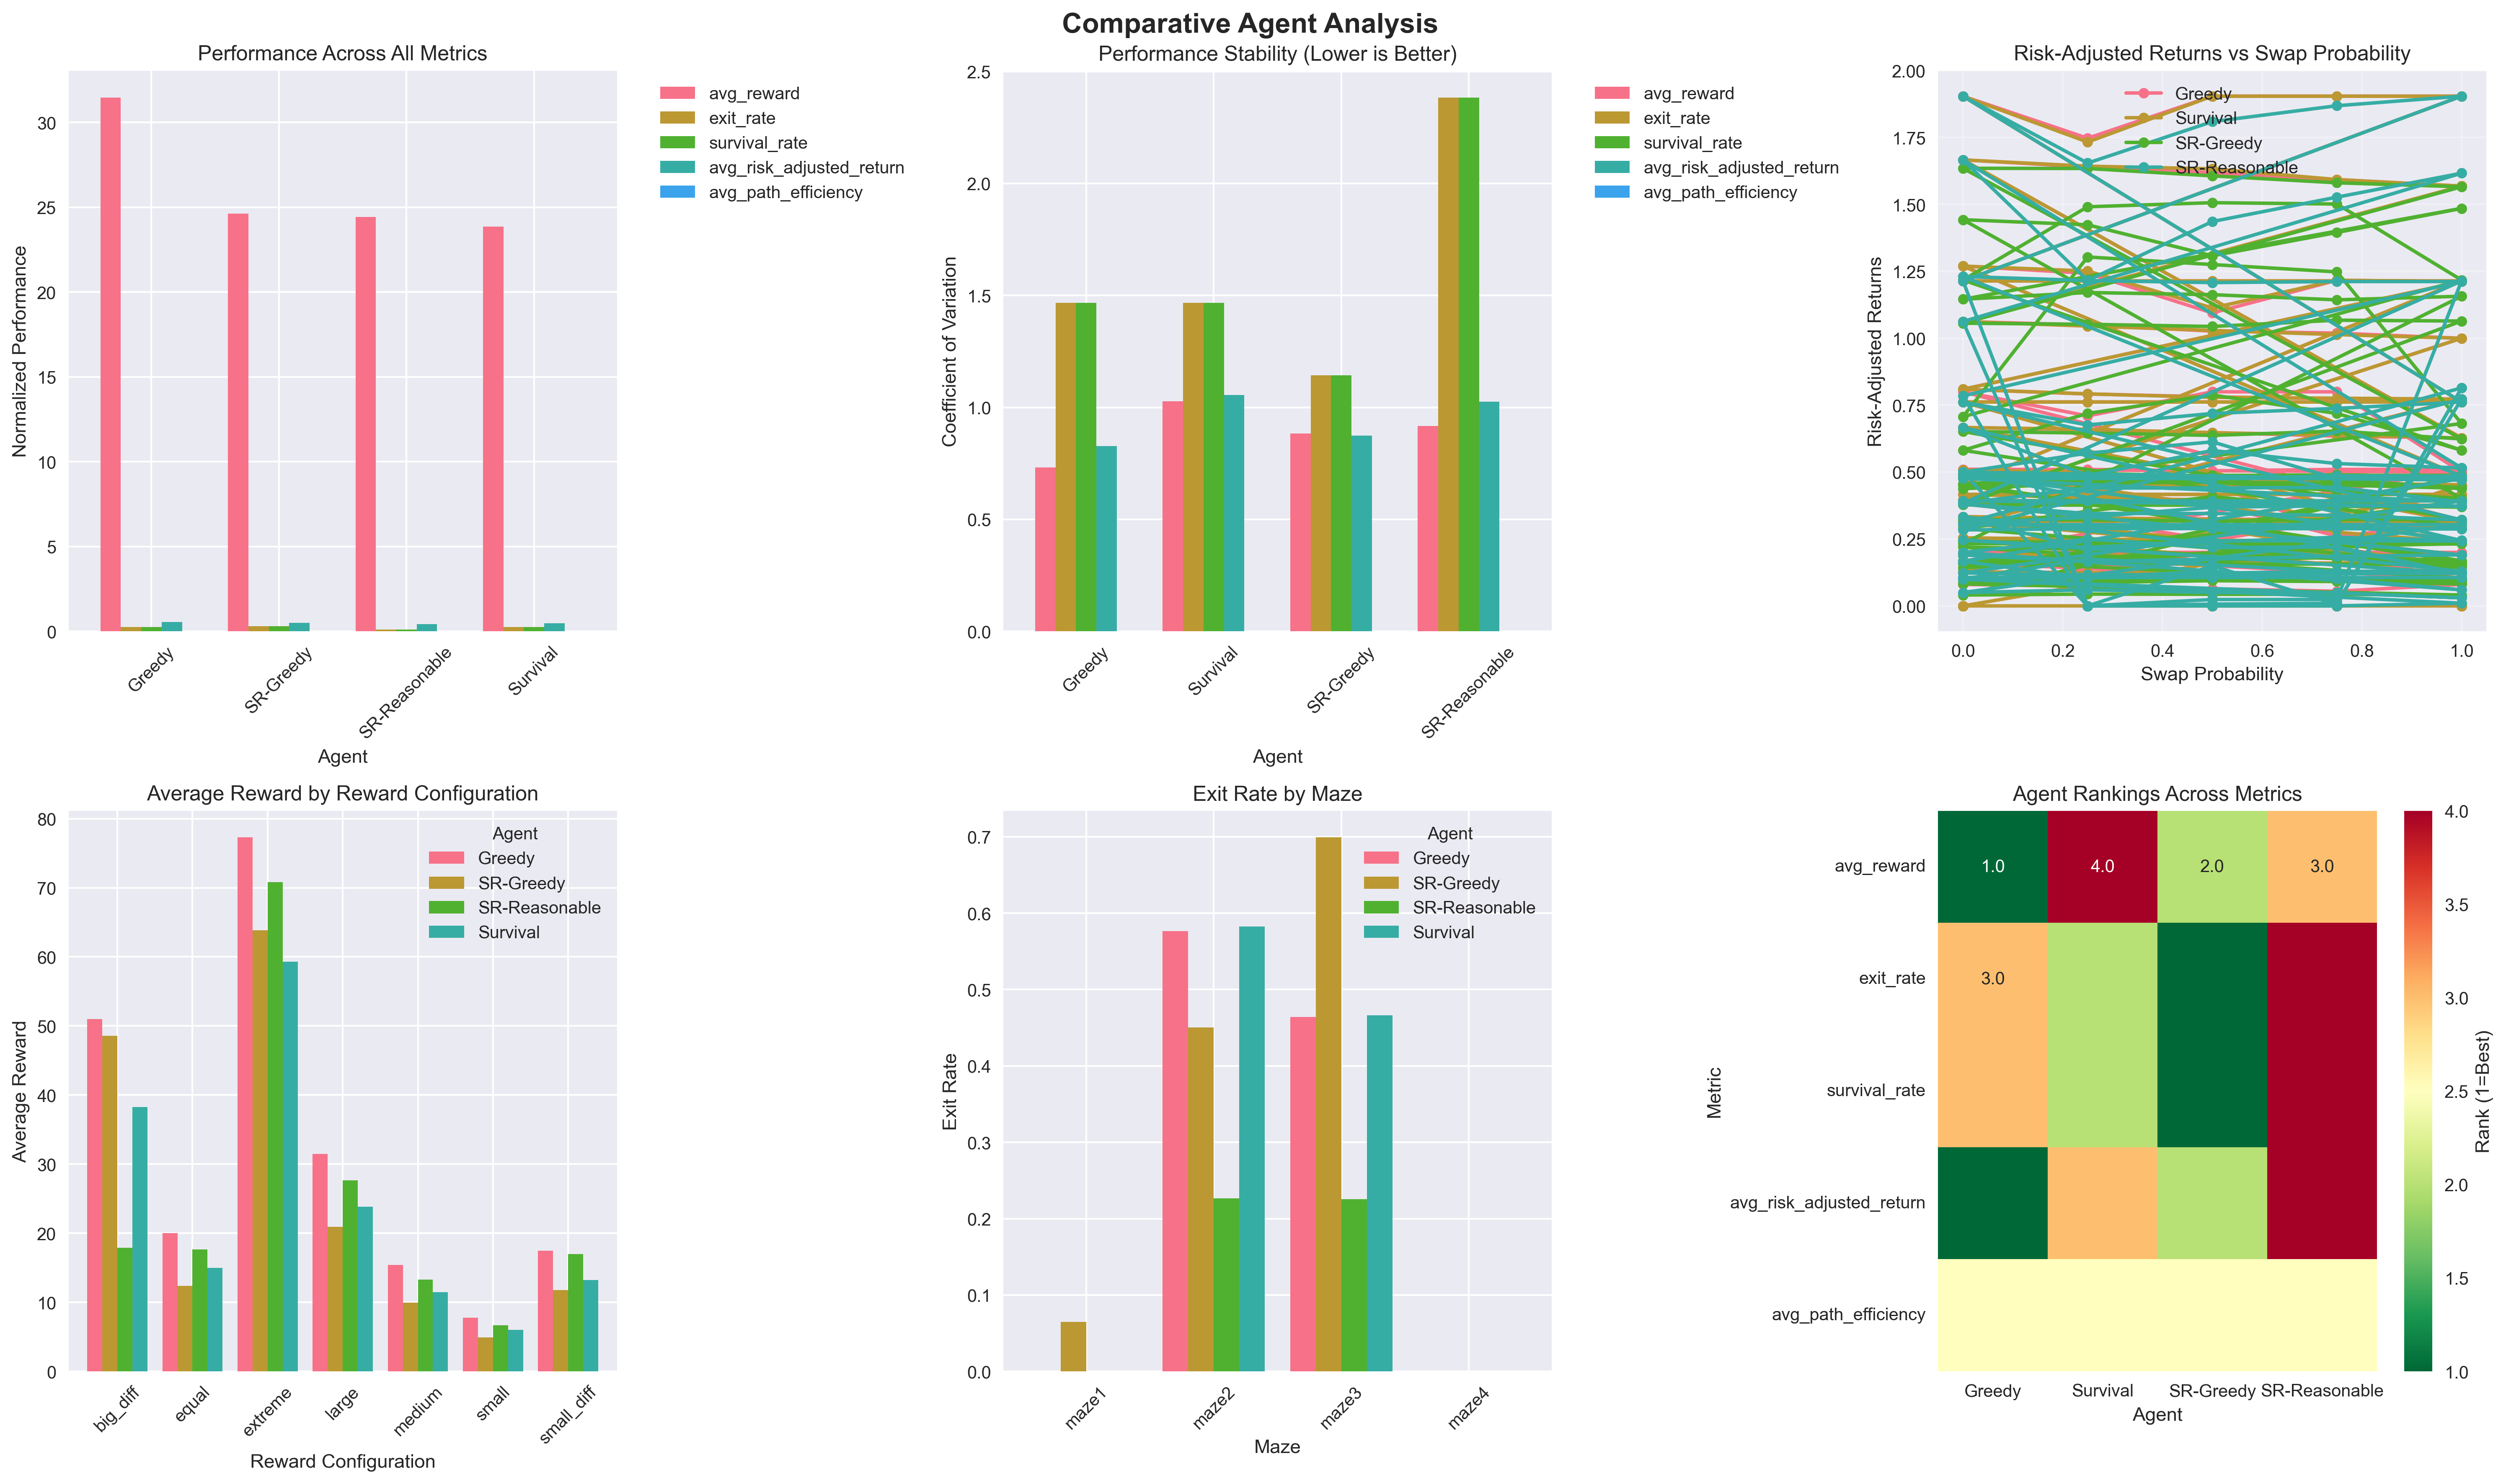 Comparative Agent Analysis
Performance Across All Metrics
Normalized Performance
30
25
20
15
10
5
0
Greedy
SR-Greedy
SR-Reasonable
Survival
Agent
avg_reward
exit_rate
survival_rate
avg_risk_adjusted_return
avg_path_efficiency
Performance Stability (Lower is Better)
Coefficient of Variation
2.5
2.0
1.5
1.0
0.5
0.0
Greedy
Survival
SR-Greedy
SR-Reasonable
Agent
avg_reward
exit_rate
survival_rate
avg_risk_adjusted_return
avg_path_efficiency
Risk-Adjusted Returns vs Swap Probability
Risk-Adjusted Returns
2.00
1.75
1.50
1.25
1.00
0.75
0.50
0.25
0.00
Greedy
Survival
SR-Greedy
SR-Reasonable
0.0 0.2 0.4 0.6 0.8 1.0
Swap Probability
Average Reward by Reward Configuration
Average Reward
80
70
60
50
40
30
20
10
0
Agent
Greedy
SR-Greedy
SR-Reasonable
Survival
big_diff
equal
extreme
large
medium
small
small_diff
Reward Configuration
Exit Rate by Maze
Exit Rate
0.7
0.6
0.5
0.4
0.3
0.2
0.1
0.0
Agent
Greedy
SR-Greedy
SR-Reasonable
Survival
maze1
maze2
maze3
maze4
Maze
Agent Rankings Across Metrics
Metric
avg_reward
1.0 4.0 2.0 3.0
exit_rate
3.0
survival_rate
avg_risk_adjusted_return
avg_path_efficiency
Greedy Survival SR-Greedy SR-Reasonable
Agent
4.0
3.5
3.0
2.5
2.0
1.5
1.0
Rank (1=Best)